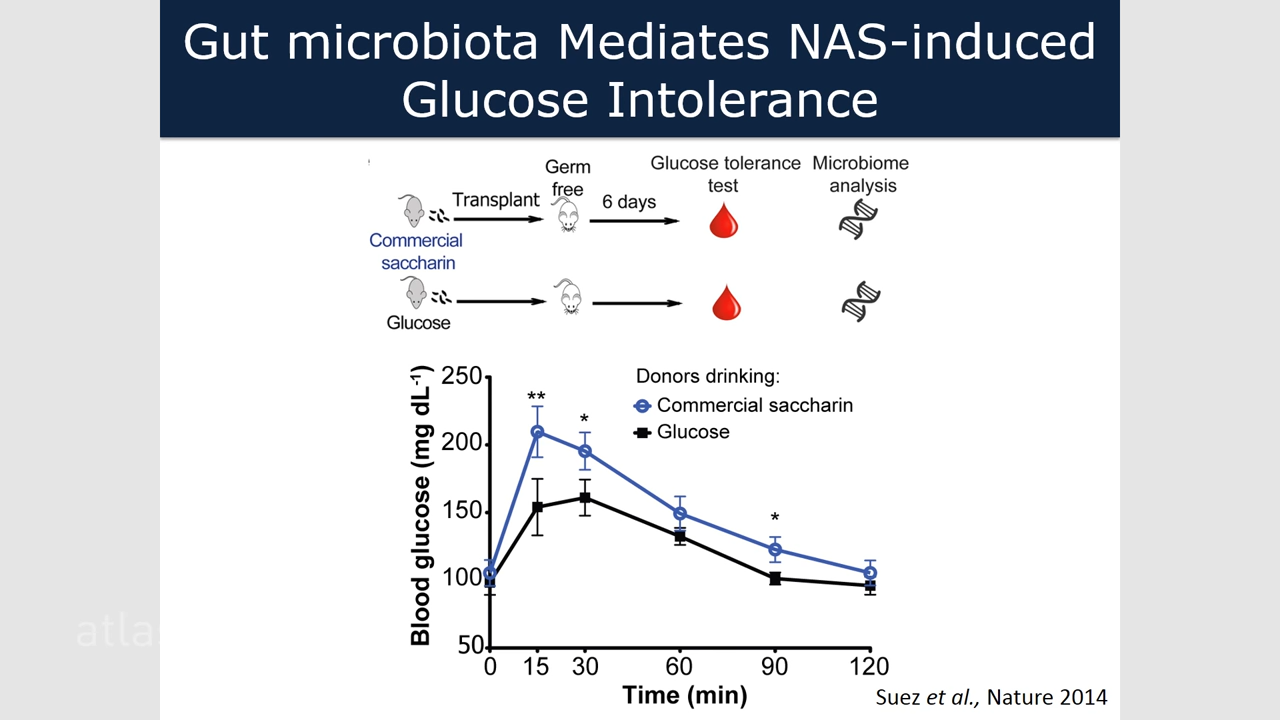 Gut microbiota Mediates NAS-induced
Glucose Intolerance
Germ
free
Glucose tolerance
test
Microbiome
analysis
Transplant
6 days
Commercial
saccharin
Glucose
Blood glucose (mg dL-1)
250
200
150
100
50
**
*
*
Donors drinking:
Commercial saccharin
Glucose
0 15 30 60 90 120
Time (min)
Suez et al., Nature 2014
atla